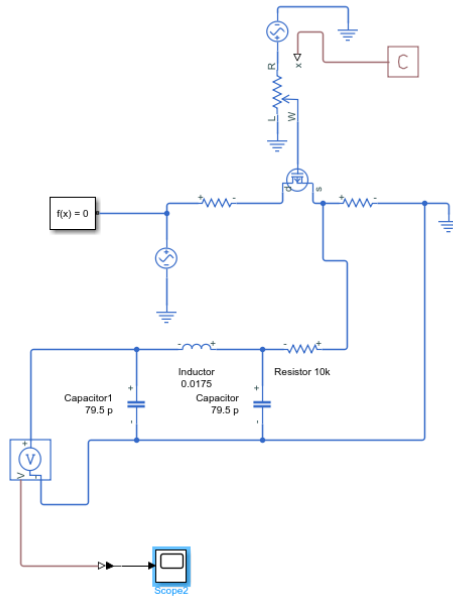 R
x
C
L
W
D
s
+
-
+
-
f(x) = 0
-
+
-
+
Inductor
0.0175
Resistor 10k
Capacitor1
79.5 p
+
-
Capacitor
79.5 p
+
-
+
V
V
-
Scope2